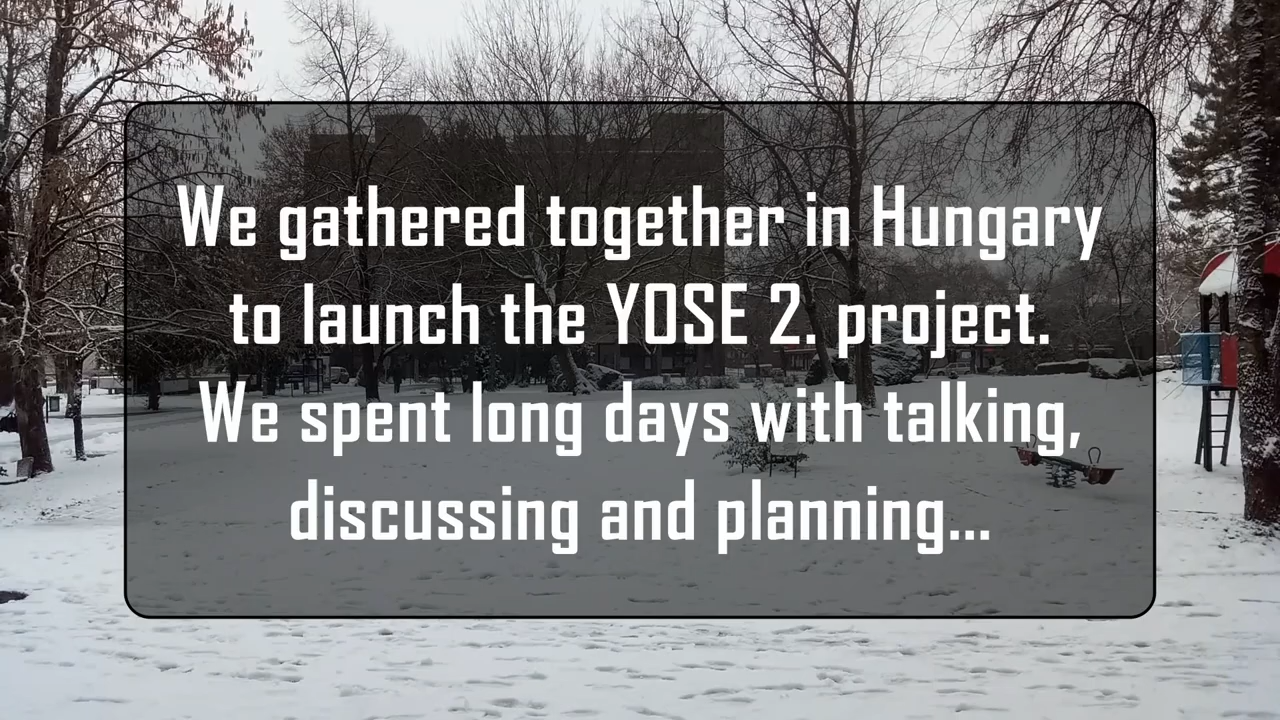 We gathered together in Hungary
to launch the YOSE 2. project.
We spent long days with talking,
discussing and planning...